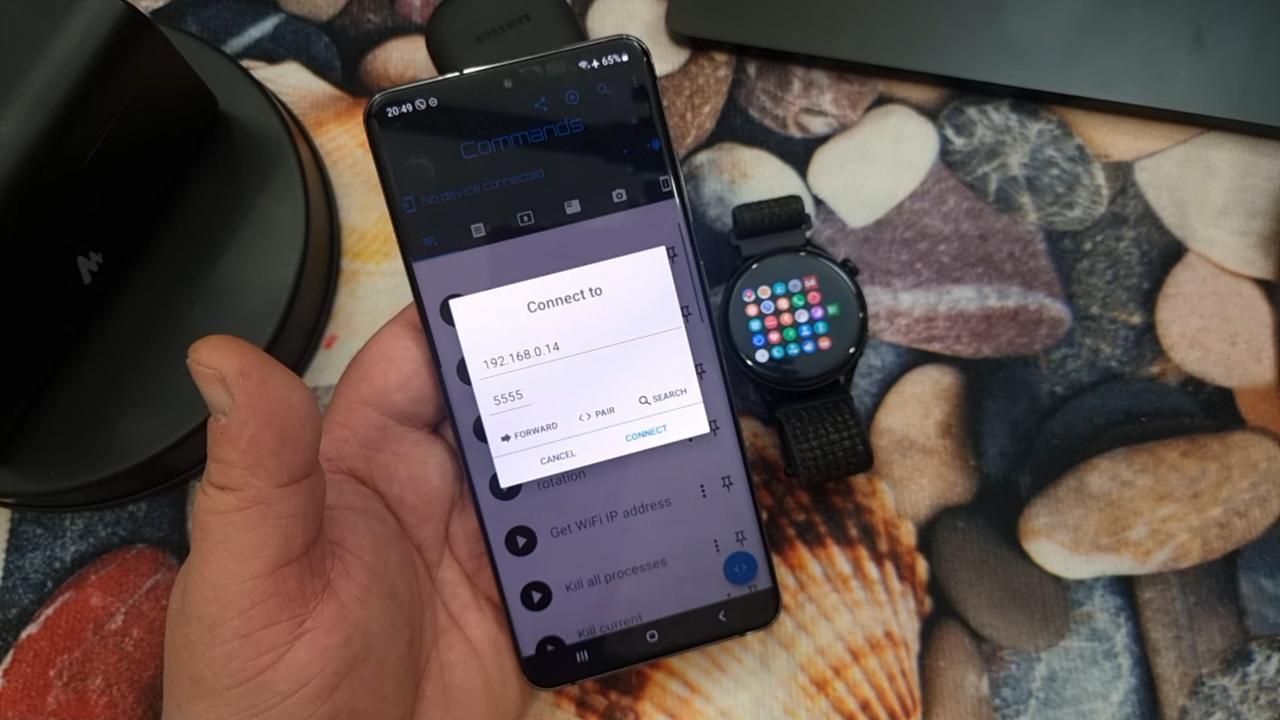 SAMSUNG
20:49
65%
Commands
No device connected
Connect to
192.168.0.14
5555
FORWARD
PAIR
SEARCH
CANCEL
CONNECT
rotation
Get WiFi IP address
Kill all processes
Kill current